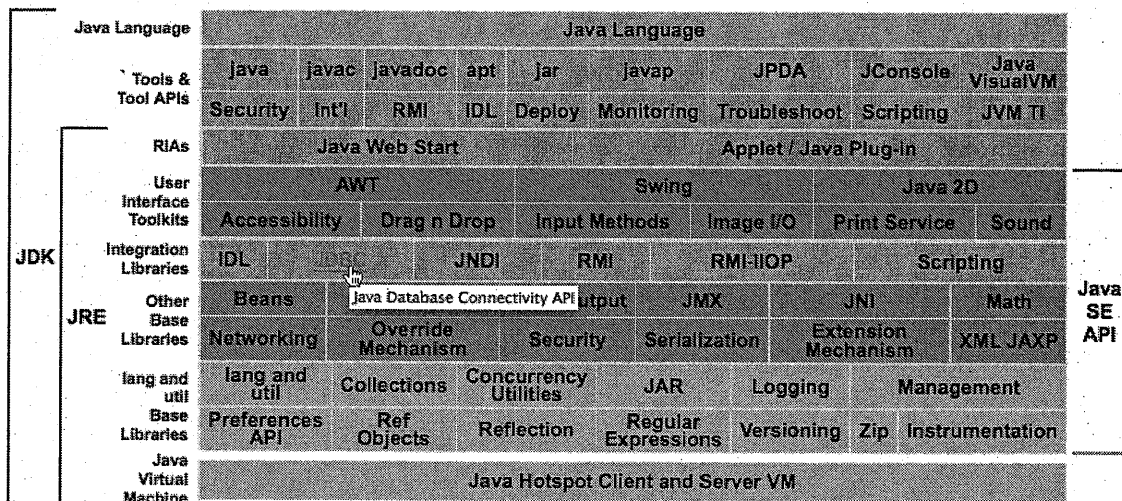 Java Language Java Language
Tools & Tool APIs
java javac javadoc apt jar javap JPDA JConsole Java VisualVM
Security Int'l RMI IDL Deploy Monitoring Troubleshoot Scripting JVM TI
RIAs Java Web Start Applet / Java Plug-in
User Interface Toolkits
AWT Swing Java 2D
Accessibility Drag n Drop Input Methods Image I/O Print Service Sound
Integration Libraries
IDL JDBC JNDI RMI RMI-IIOP Scripting
JDK
JRE
Java SE API
Other Base Libraries
Beans utput JMX JNI Math
Java Database Connectivity API
Networking Override Mechanism Security Serialization Extension Mechanism XML JAXP
lang and util Base Libraries
lang and util Collections Concurrency Utilities JAR Logging Management
Preferences API Ref Objects Reflection Regular Expressions Versioning Zip Instrumentation
Java Virtual Machine
Java Hotspot Client and Server VM